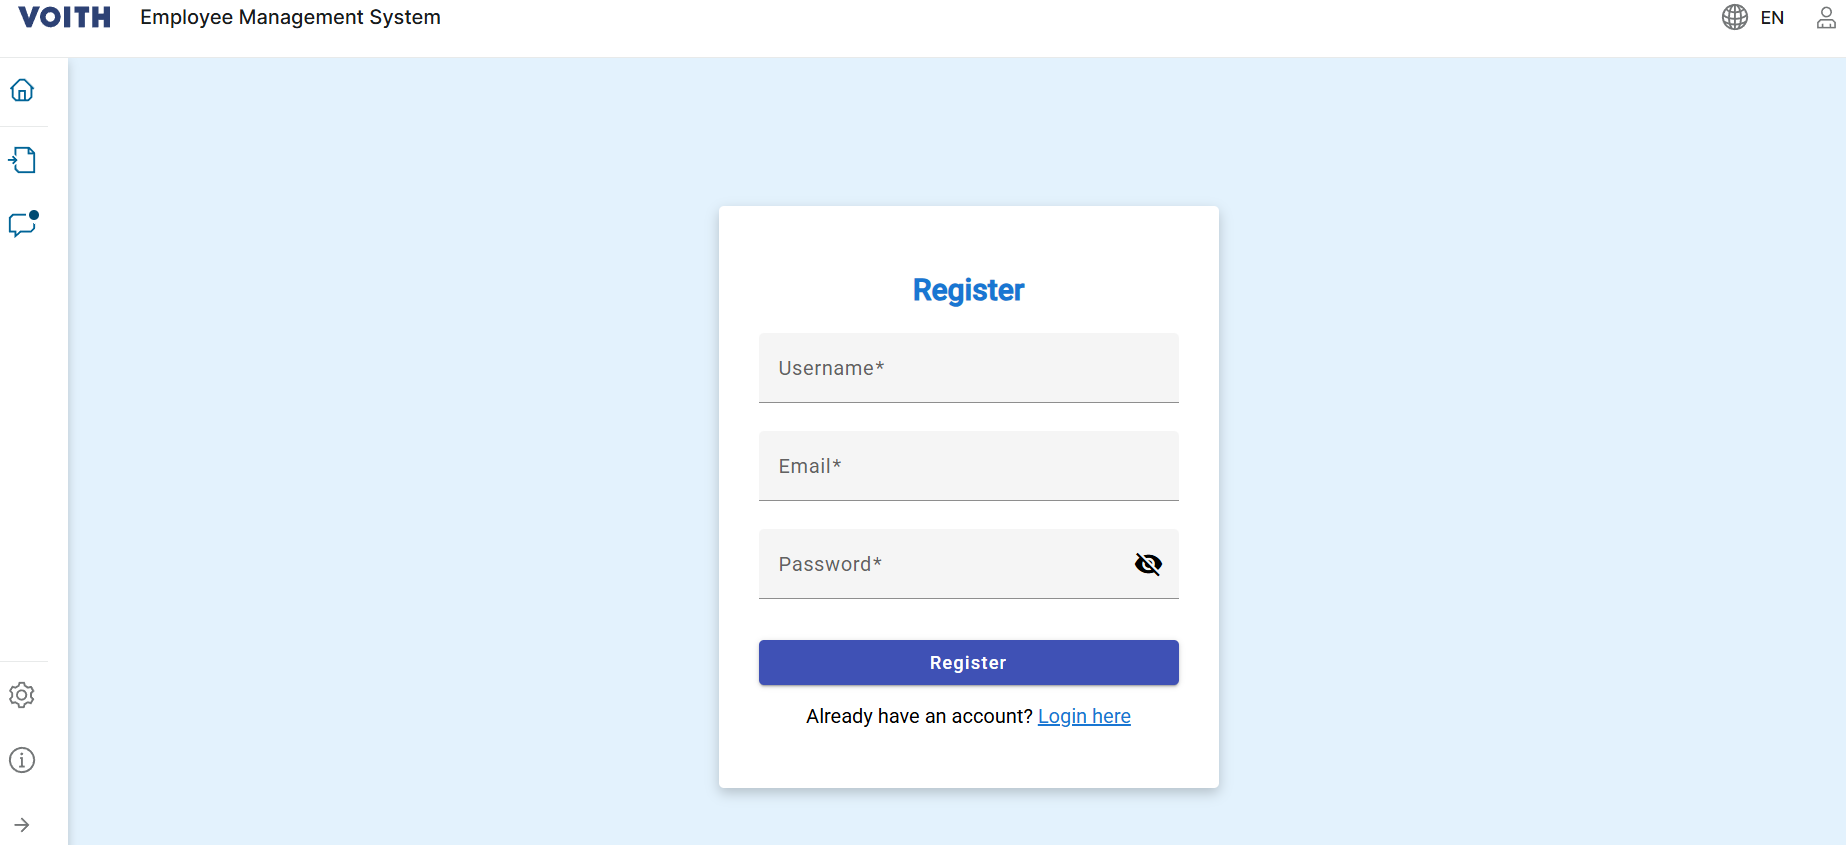 VOITH Employee Management System EN
Register
Username*
Email*
Password*
Register
Already have an account? Login here